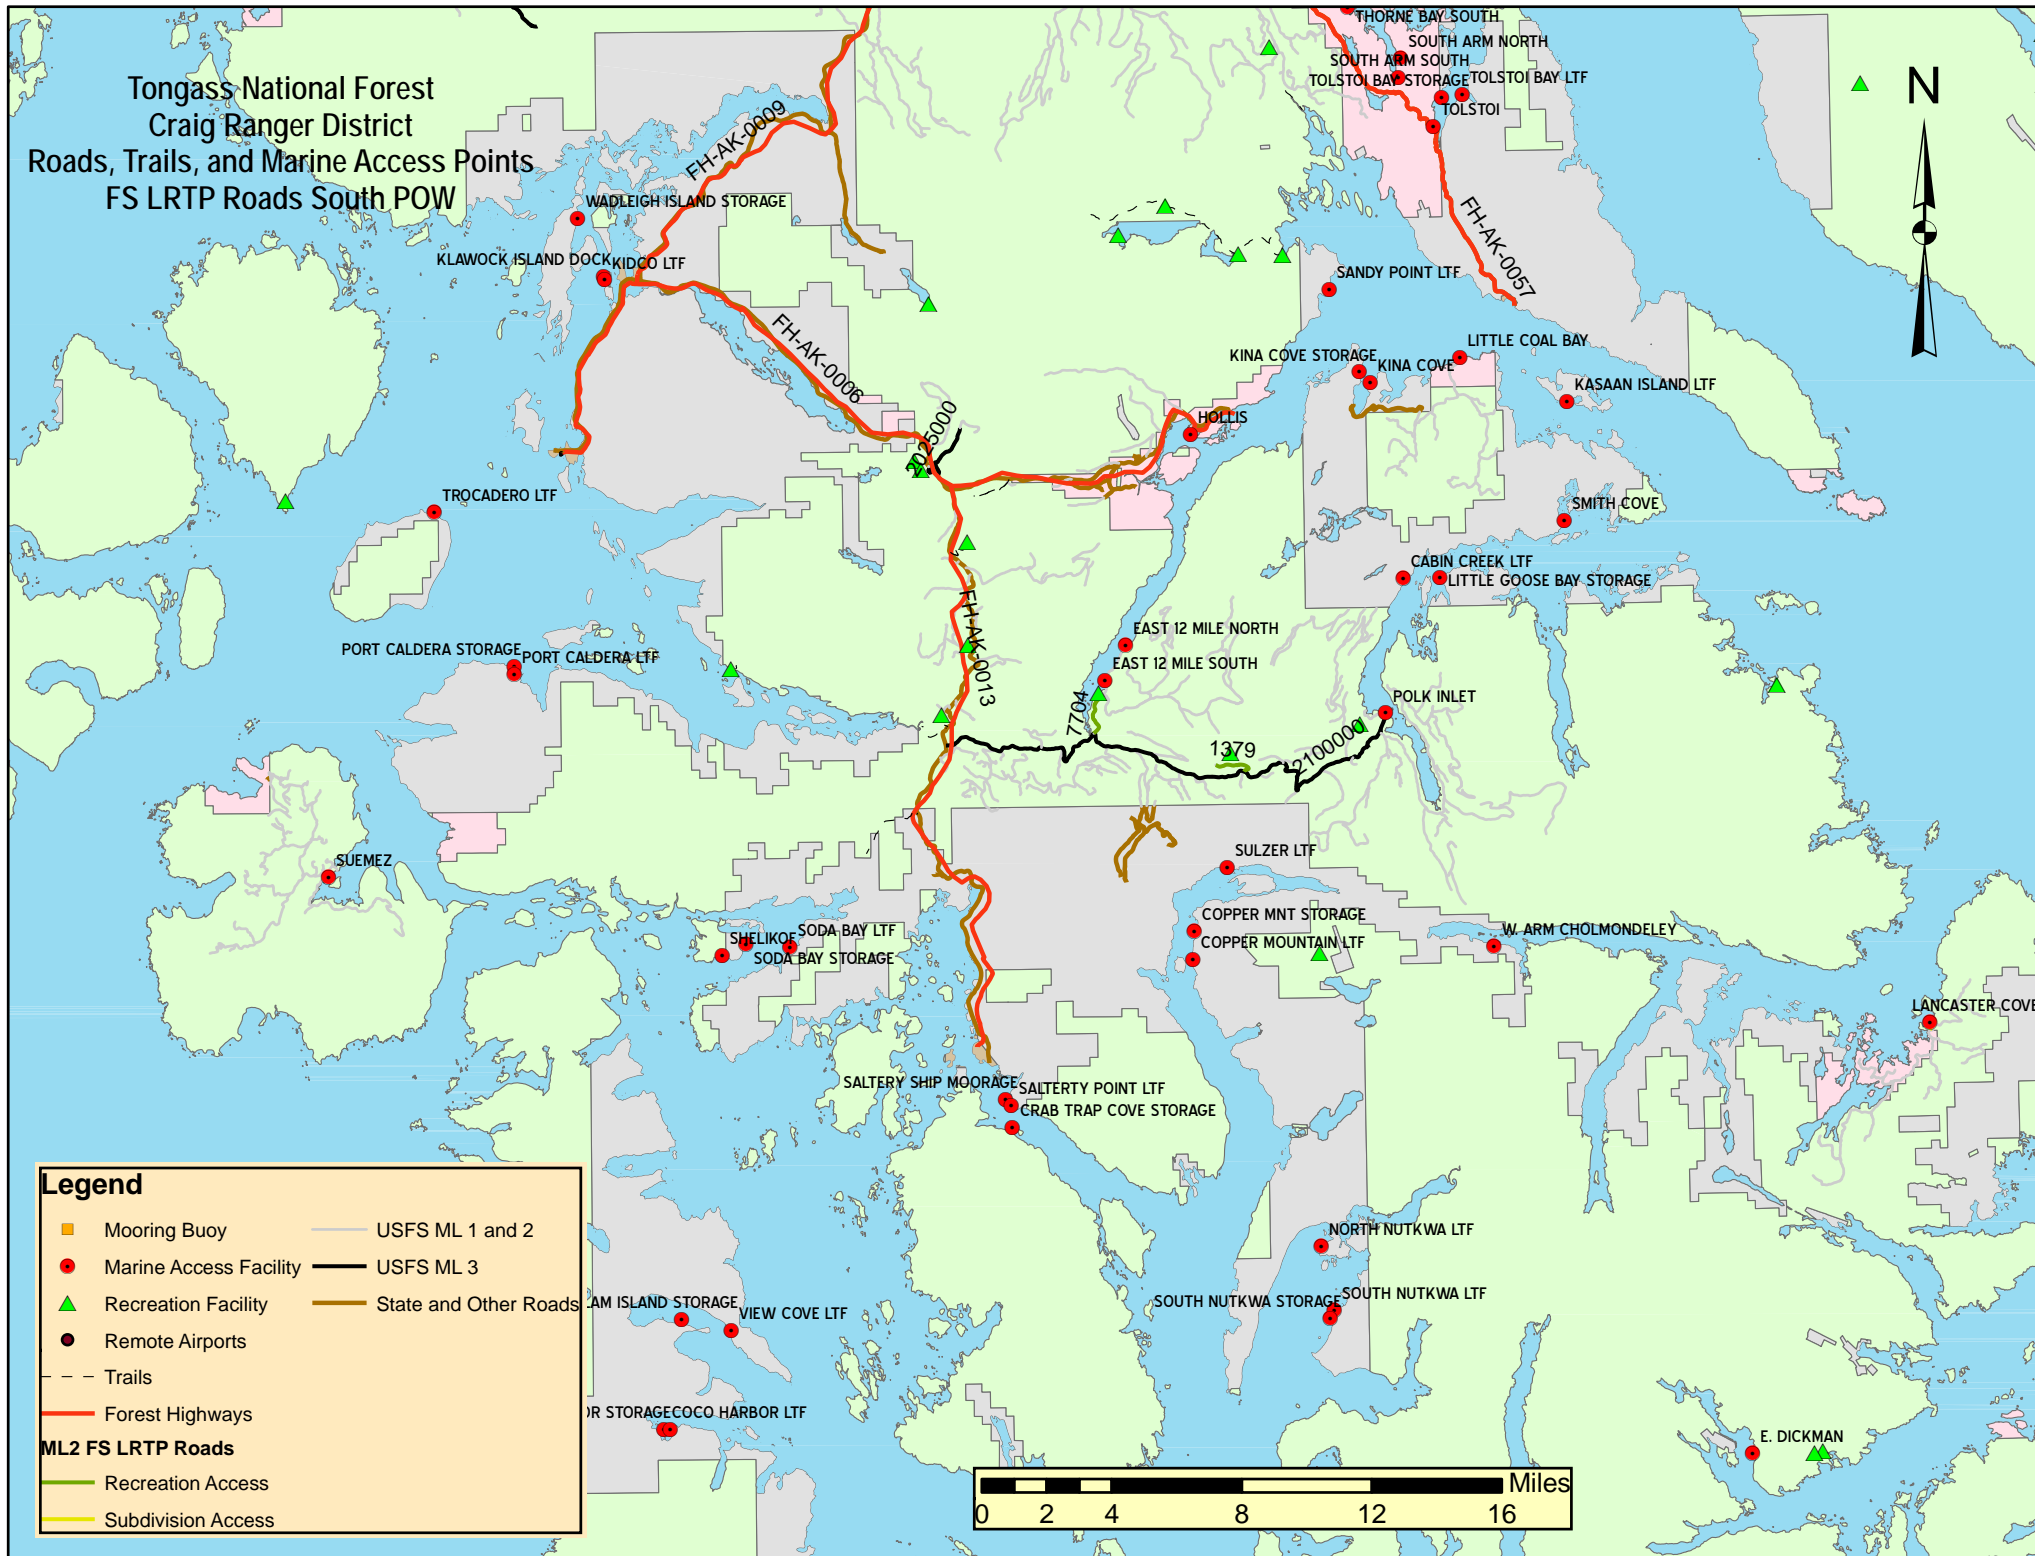 Tongass National Forest
Craig Ranger District
Roads, Trails, and Marine Access Points
FS LRTP Roads South POW
N
THORNE BAY SOUTH
SOUTH ARM NORTH
SOUTH ARM SOUTH
TOLSTOI BAY STORAGE
TOLSTOI BAY LTF
TOLSTOI
FH-AK-0009
WADLEIGH ISLAND STORAGE
FH-AK-0057
KLAWOCK ISLAND DOCK
KIDCO LTF
SANDY POINT LTF
FH-AK-0006
LITTLE COAL BAY
KINA COVE STORAGE
KINA COVE
KASAAN ISLAND LTF
HOLLIS
2025000
TROCADERO LTF
SMITH COVE
CABIN CREEK LTF
LITTLE GOOSE BAY STORAGE
FH-AK-0013
EAST 12 MILE NORTH
PORT CALDERA STORAGE
PORT CALDERA LTF
EAST 12 MILE SOUTH
POLK INLET
7704
1379
2100000
SUEMEZ
SULZER LTF
COPPER MNT STORAGE
COPPER MOUNTAIN LTF
W. ARM CHOLMONDELEY
SHELIKOF
SODA BAY LTF
SODA BAY STORAGE
LANCASTER COVE
SALTERY SHIP MOORAGE
SALTERTY POINT LTF
CRAB TRAP COVE STORAGE
NORTH NUTKWA LTF
SOUTH NUTKWA STORAGE
SOUTH NUTKWA LTF
AM ISLAND STORAGE
VIEW COVE LTF
OR STORAGE
COCO HARBOR LTF
E. DICKMAN
Legend
Mooring Buoy
USFS ML 1 and 2
Marine Access Facility
USFS ML 3
Recreation Facility
State and Other Roads
Remote Airports
Trails
Forest Highways
ML2 FS LRTP Roads
Recreation Access
Subdivision Access
Miles
0 2 4 8 12 16